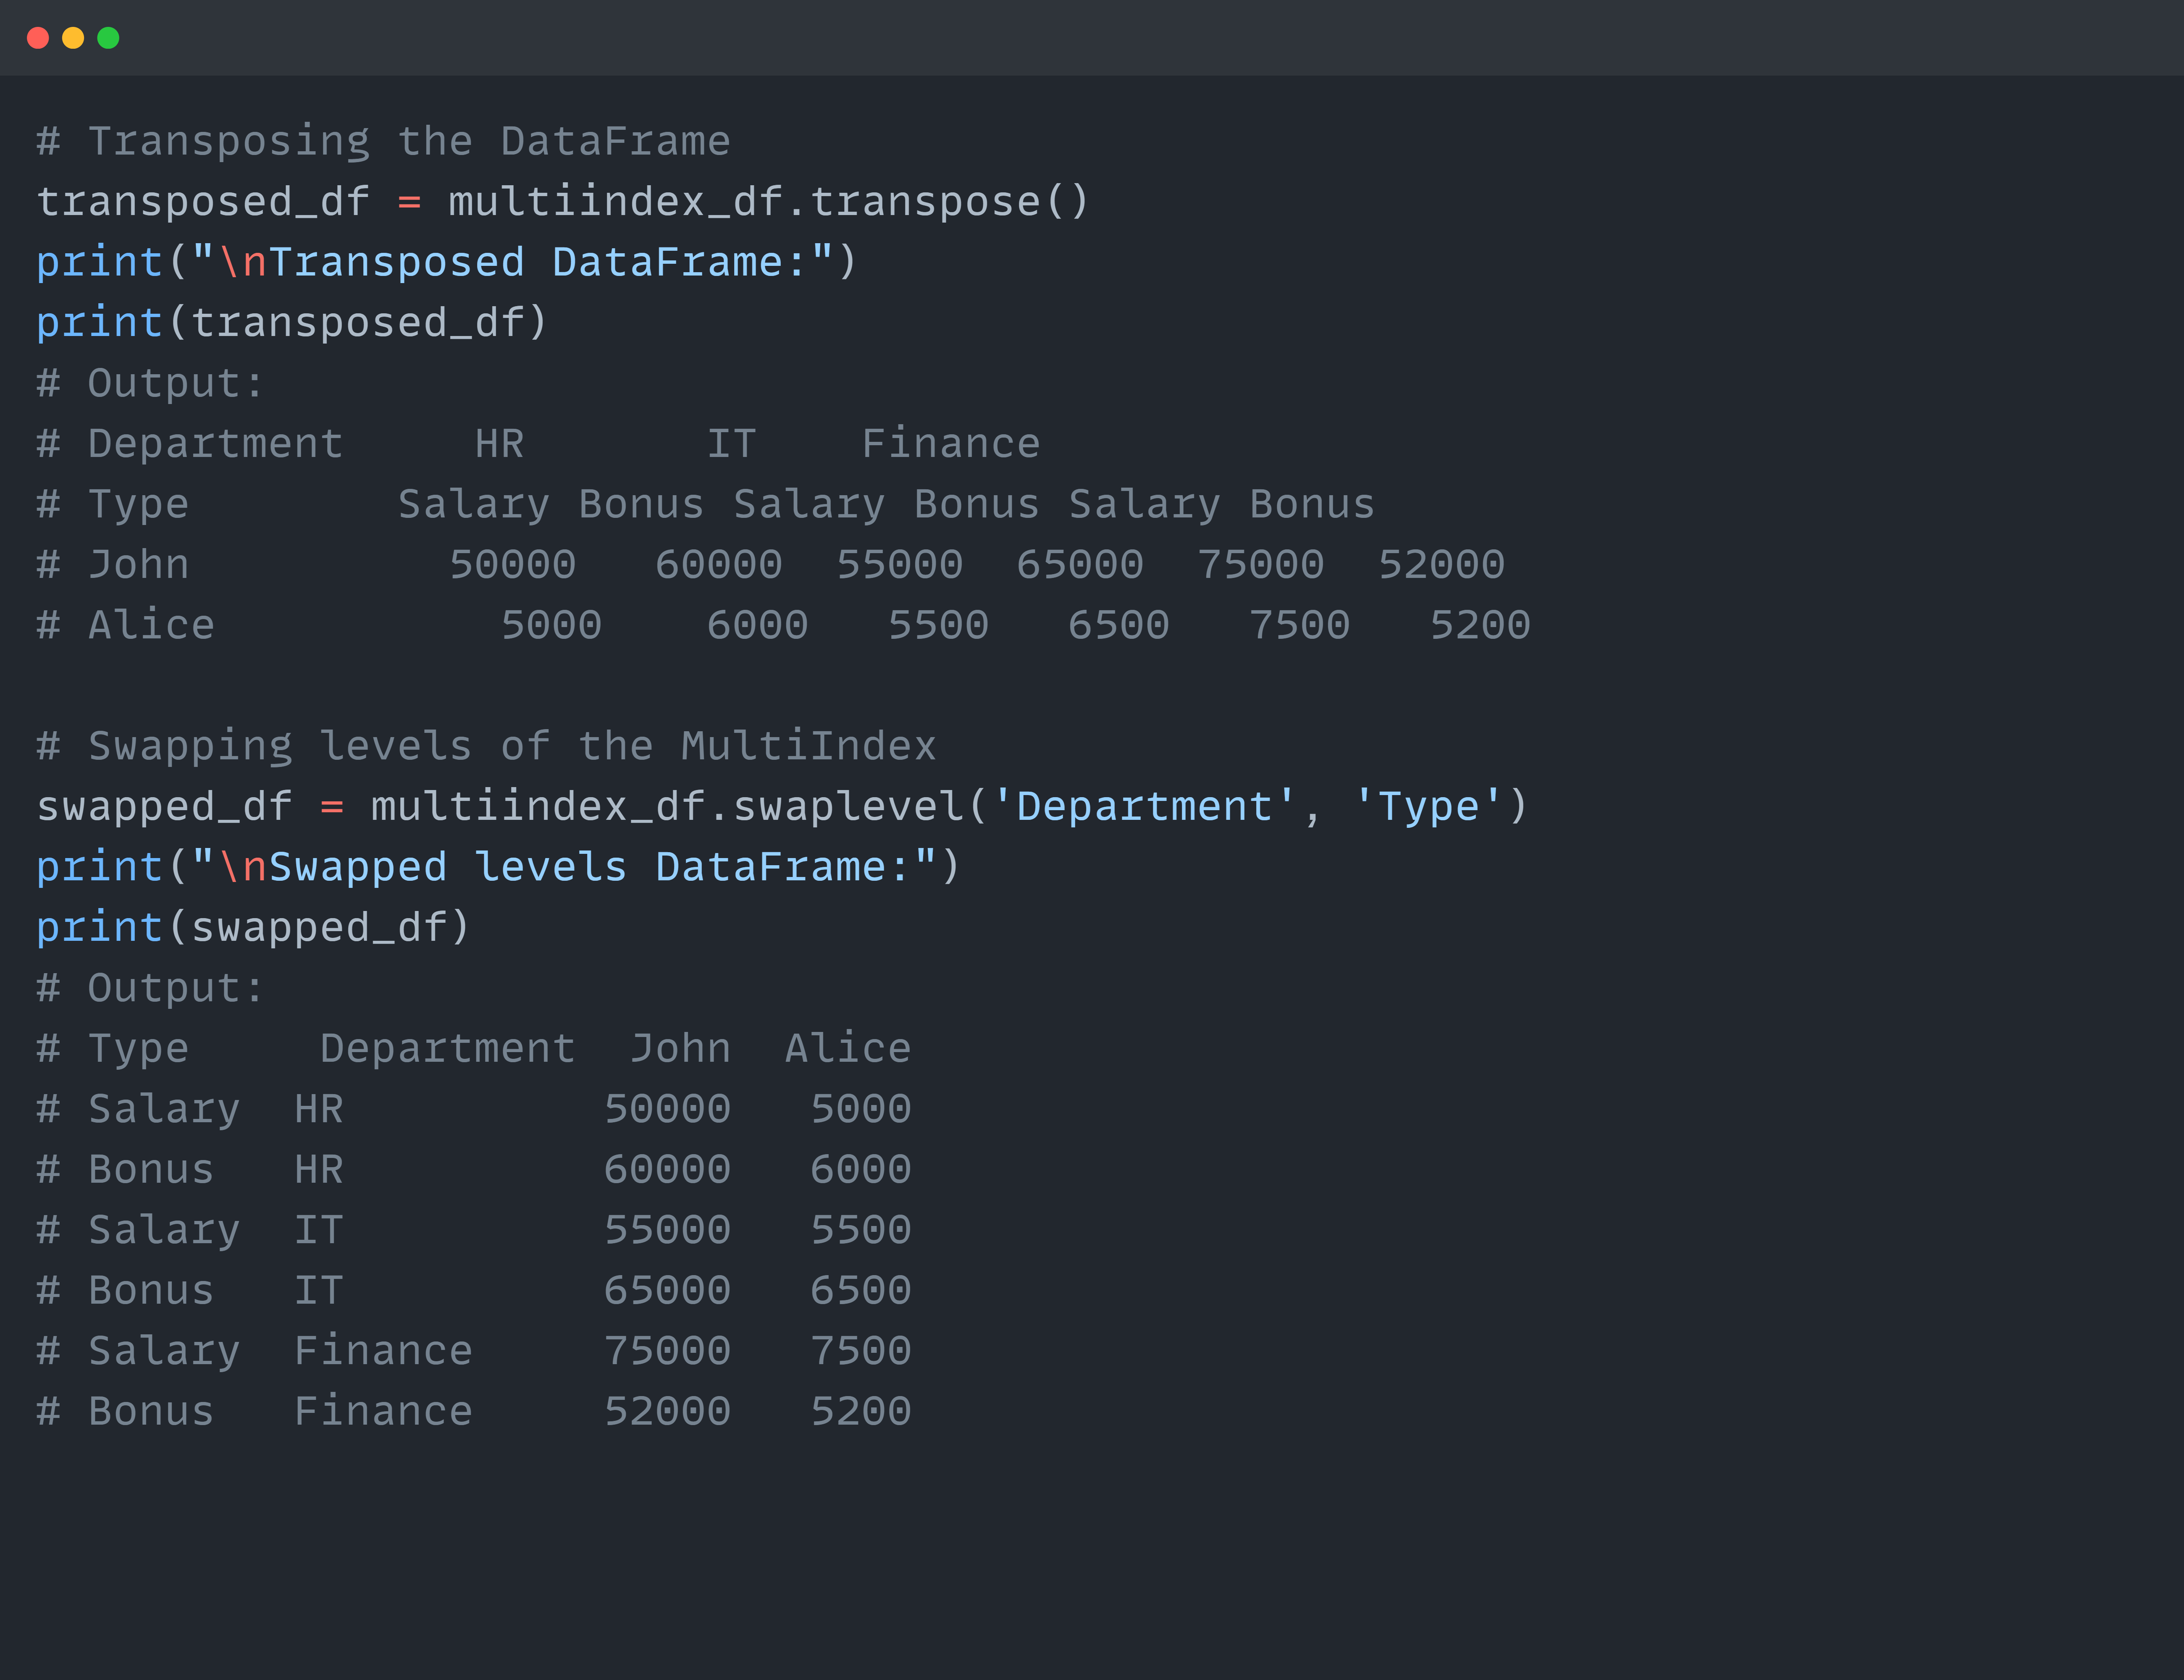 # Transposing the DataFrame
transposed_df = multiindex_df.transpose()
print("\nTransposed DataFrame:")
print(transposed_df)
# Output:
# Department     HR       IT    Finance
# Type        Salary Bonus Salary Bonus Salary Bonus
# John          50000   60000  55000  65000  75000  52000
# Alice           5000    6000   5500   6500   7500   5200

# Swapping levels of the MultiIndex
swapped_df = multiindex_df.swaplevel('Department', 'Type')
print("\nSwapped levels DataFrame:")
print(swapped_df)
# Output:
# Type     Department  John  Alice
# Salary  HR          50000   5000
# Bonus   HR          60000   6000
# Salary  IT          55000   5500
# Bonus   IT          65000   6500
# Salary  Finance     75000   7500
# Bonus   Finance     52000   5200